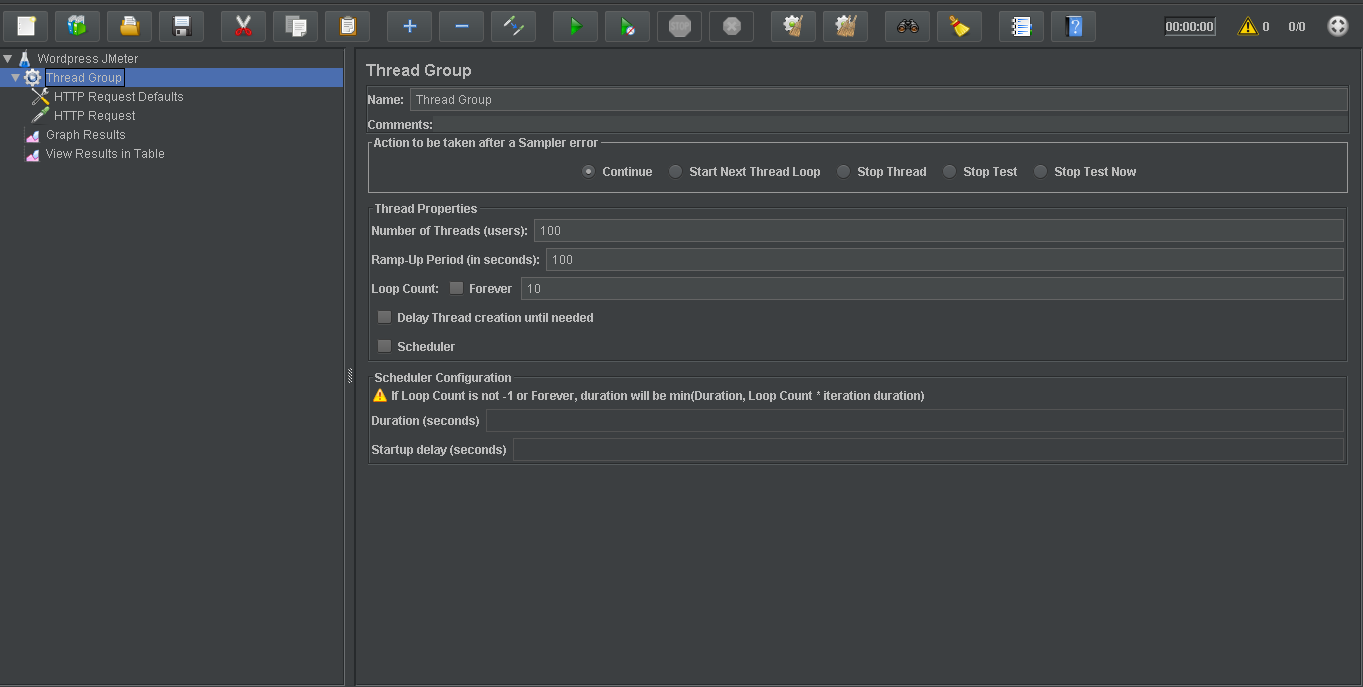 STOP
00:00:00
0
0/0
Wordpress JMeter
Thread Group
HTTP Request Defaults
HTTP Request
Graph Results
View Results in Table
Thread Group
Name: Thread Group
Comments:
Action to be taken after a Sampler error
Continue Start Next Thread Loop Stop Thread Stop Test Stop Test Now
Thread Properties
Number of Threads (users): 100
Ramp-Up Period (in seconds): 100
Loop Count: Forever 10
Delay Thread creation until needed
Scheduler
Scheduler Configuration
If Loop Count is not -1 or Forever, duration will be min(Duration, Loop Count * iteration duration)
Duration (seconds)
Startup delay (seconds)